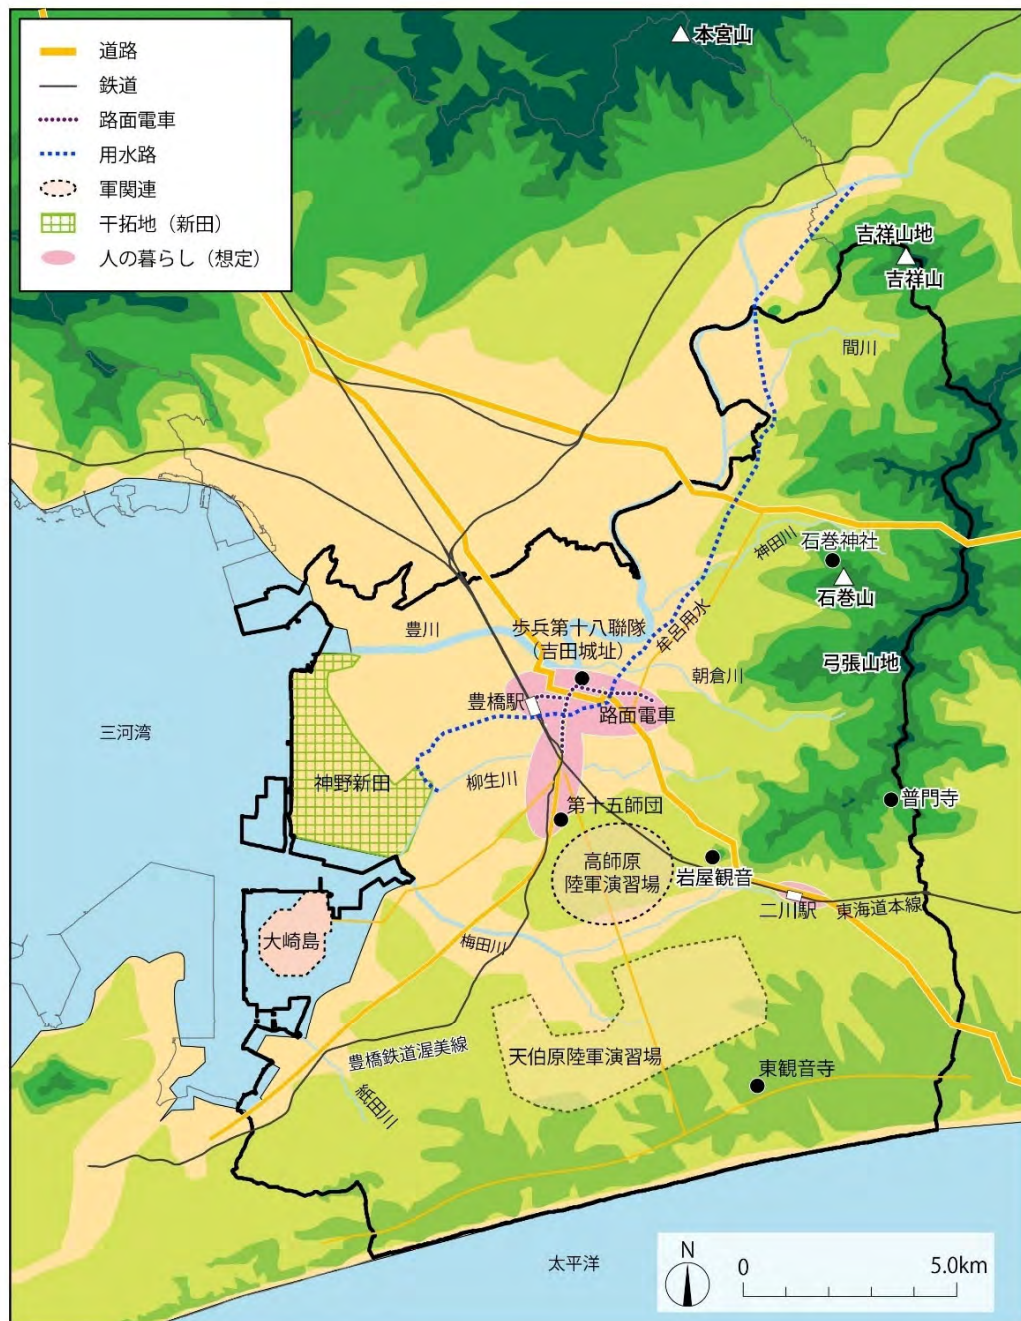 道路
鉄道
路面電車
用水路
軍関連
干拓地（新田）
人の暮らし（想定）
本宮山
吉祥山地
吉祥山
間川
神田川
石巻神社
石巻山
牟呂用水
豊川
歩兵第十八聯隊
（吉田城址）
朝倉川
弓張山地
豊橋駅
路面電車
三河湾
神野新田
柳生川
第十五師団
普門寺
高師原
陸軍演習場
岩屋観音
二川駅
東海道本線
大崎島
梅田川
豊橋鉄道渥美線
天伯原陸軍演習場
東観音寺
紙田川
太平洋
N
0
5.0km